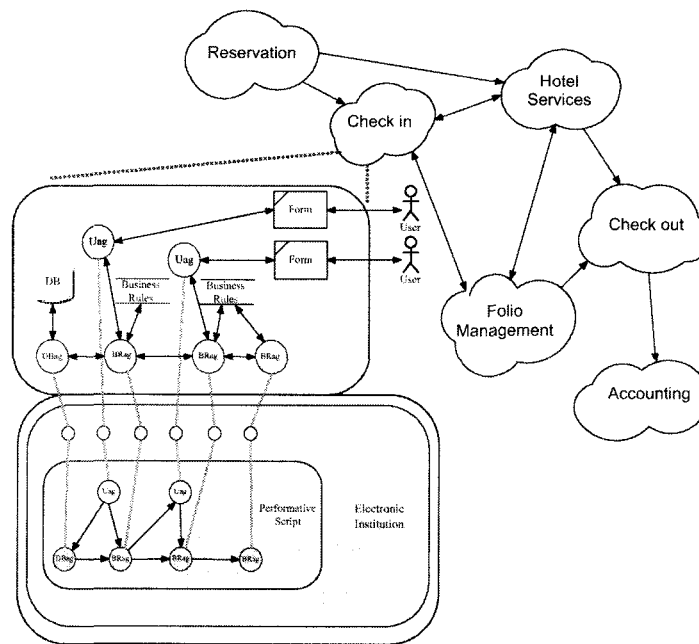 Reservation
Hotel
Services
Check in
Check out
Folio
Management
Accounting
Form
User
Form
User
Uag
Uag
DB
Business
Rules
Business
Rules
DBag
BRag
BRag
BRag
Uag
Uag
Performative
Script
Electronic
Institution
DBag
BRag
BRag
BRag